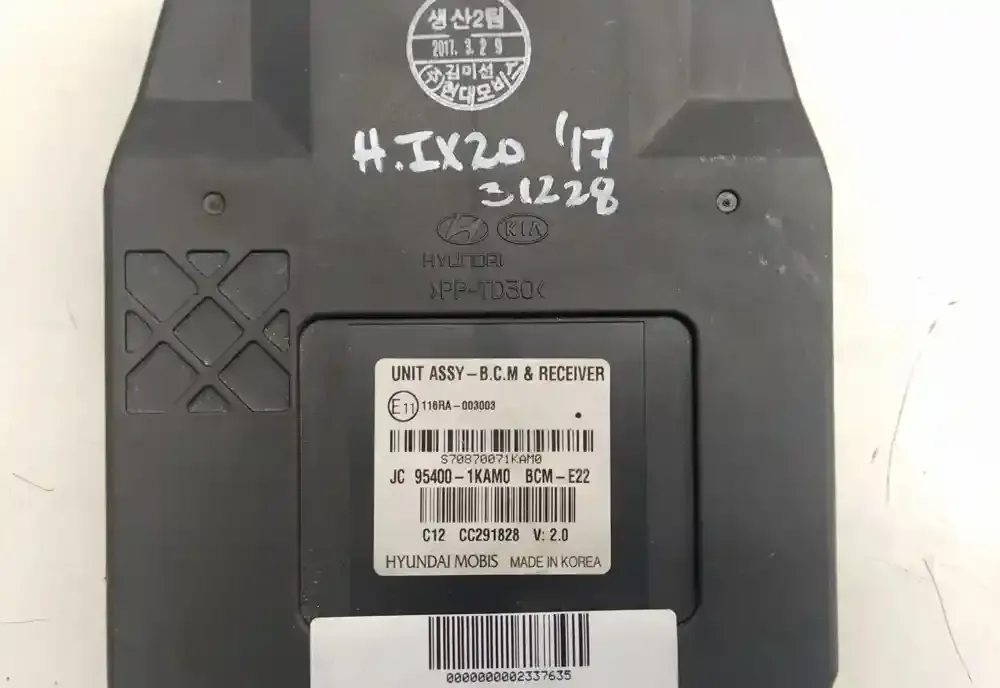 생산2팀
2017. 3. 2 9
김미선
현대모비스
H.IX20 '17
31228
KIA
HYUNDAI
>PP-TD30<
UNIT ASSY-B.C.M & RECEIVER
E11 116RA-003003
S70870071KAM0
JC 95400-1KAM0 BCM-E22
C12 CC291828 V: 2.0
HYUNDAI MOBIS MADE IN KOREA
0000000002337635